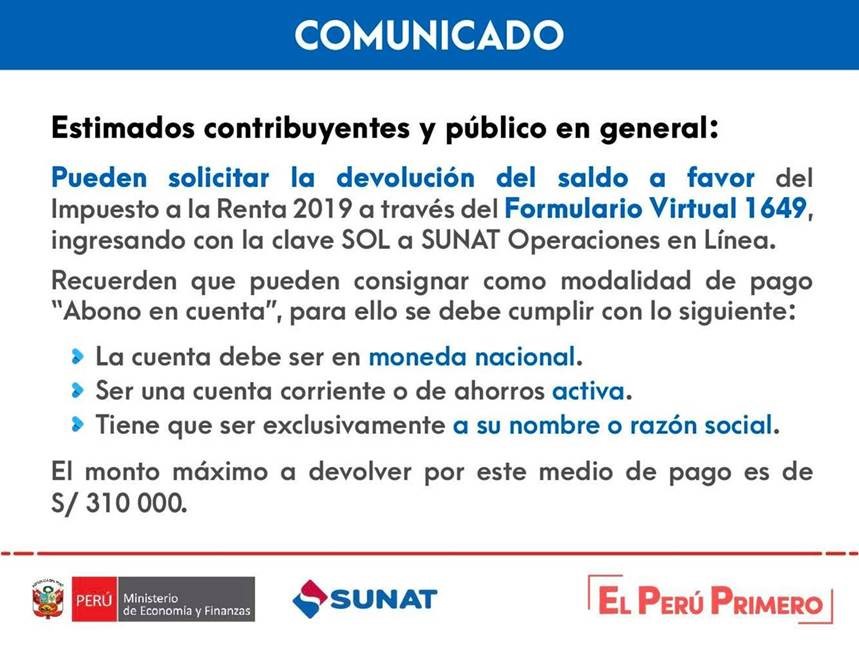 COMUNICADO
Estimados contribuyentes y público en general:
Pueden solicitar la devolución del saldo a favor del
Impuesto a la Renta 2019 a través del Formulario Virtual 1649,
ingresando con la clave SOL a SUNAT Operaciones en Línea.
Recuerden que pueden consignar como modalidad de pago
"Abono en cuenta", para ello se debe cumplir con lo siguiente:
La cuenta debe ser en moneda nacional.
Ser una cuenta corriente o de ahorros activa.
Tiene que ser exclusivamente a su nombre o razón social.
El monto máximo a devolver por este medio de pago es de
S/ 310 000.
PERÚ Ministerio
de Economía y Finanzas
SUNAT
EL PERÚ PRIMERO